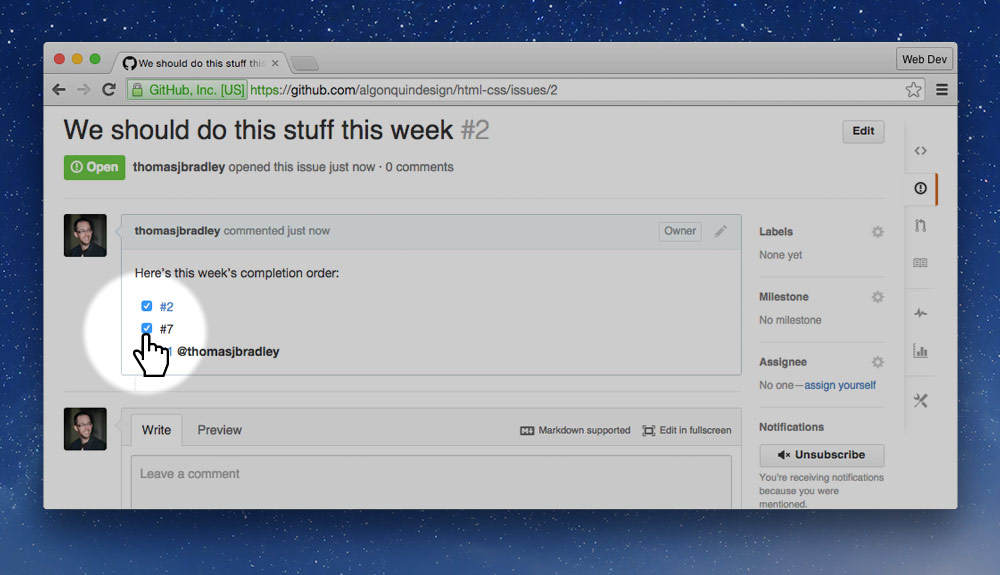 We should do this stuff this
Web Dev
GitHub, Inc. [US] https://github.com/algonquindesign/html-css/issues/2
We should do this stuff this week #2
Edit
Open thomasjbradley opened this issue just now · 0 comments
thomasjbradley commented just now
Owner
Here's this week's completion order:
#2
#7
@thomasjbradley
Labels
None yet
Milestone
No milestone
Assignee
No one—assign yourself
Notifications
Unsubscribe
You're receiving notifications
because you were
mentioned.
Write
Preview
Markdown supported
Edit in fullscreen
Leave a comment